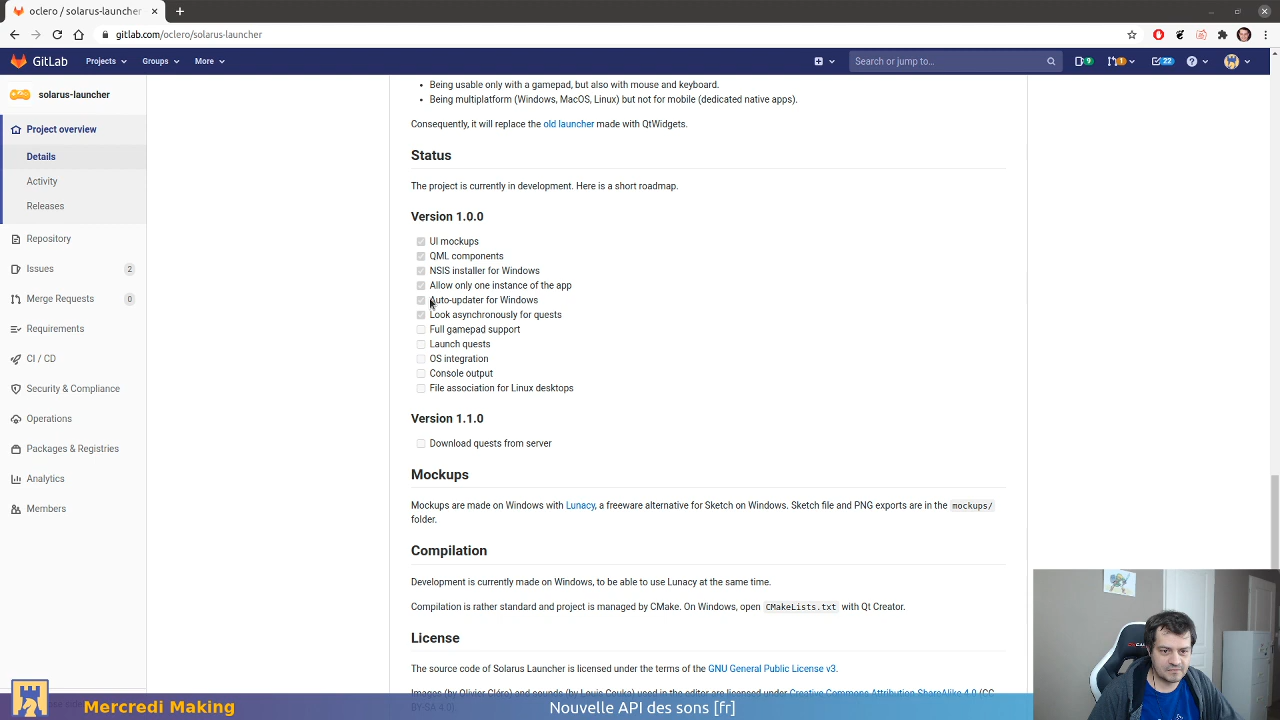 oclero / solarus-launcher
gitlab.com/oclero/solarus-launcher
GitLab
Projects
Groups
More
Search or jump to...
9
1
22
solarus-launcher
Project overview
Details
Activity
Releases
Repository
Issues
2
Merge Requests
0
Requirements
CI / CD
Security & Compliance
Operations
Packages & Registries
Analytics
Members
Being usable only with a gamepad, but also with mouse and keyboard.
Being multiplatform (Windows, MacOS, Linux) but not for mobile (dedicated native apps).
Consequently, it will replace the old launcher made with QtWidgets.
Status
The project is currently in development. Here is a short roadmap.
Version 1.0.0
UI mockups
QML components
NSIS installer for Windows
Allow only one instance of the app
Auto-updater for Windows
Look asynchronously for quests
Full gamepad support
Launch quests
OS integration
Console output
File association for Linux desktops
Version 1.1.0
Download quests from server
Mockups
Mockups are made on Windows with Lunacy, a freeware alternative for Sketch on Windows. Sketch file and PNG exports are in the mockups/
folder.
Compilation
Development is currently made on Windows, to be able to use Lunacy at the same time.
Compilation is rather standard and project is managed by CMake. On Windows, open CMakeLists.txt with Qt Creator.
License
The source code of Solarus Launcher is licensed under the terms of the GNU General Public License v3.
Mercredi Making
Nouvelle API des sons [fr]